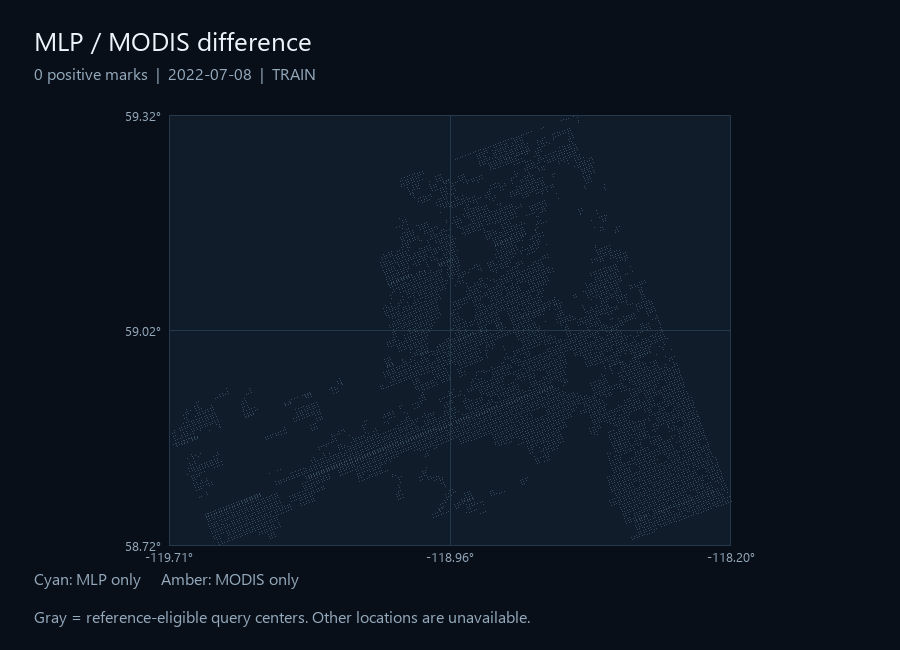 MLP / MODIS difference
0 positive marks | 2022-07-08 | TRAIN
59.32°
59.02°
58.72°
-119.71° -118.96° -118.20°
Cyan: MLP only Amber: MODIS only
Gray = reference-eligible query centers. Other locations are unavailable.